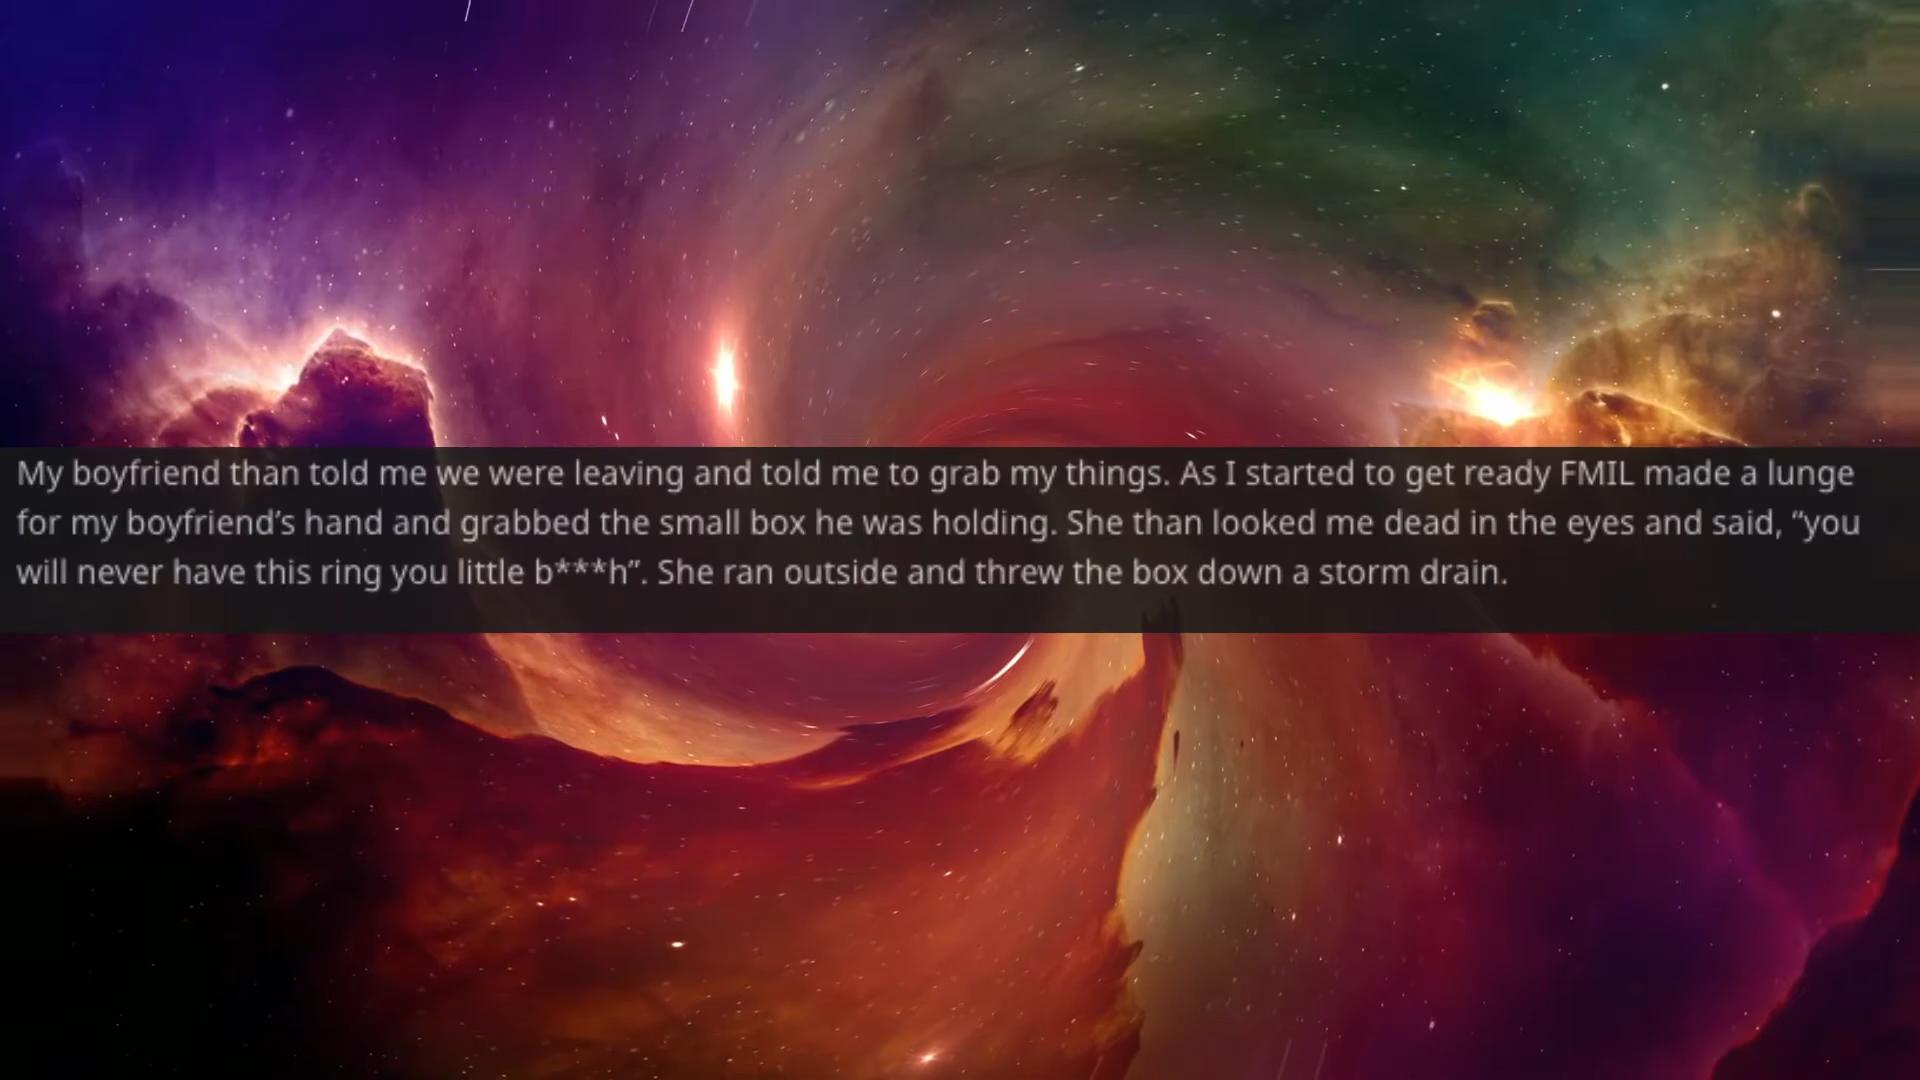 My boyfriend than told me we were leaving and told me to grab my things. As I started to get ready FMIL made a lunge
for my boyfriend’s hand and grabbed the small box he was holding. She than looked me dead in the eyes and said, “you
will never have this ring you little b***h”. She ran outside and threw the box down a storm drain.